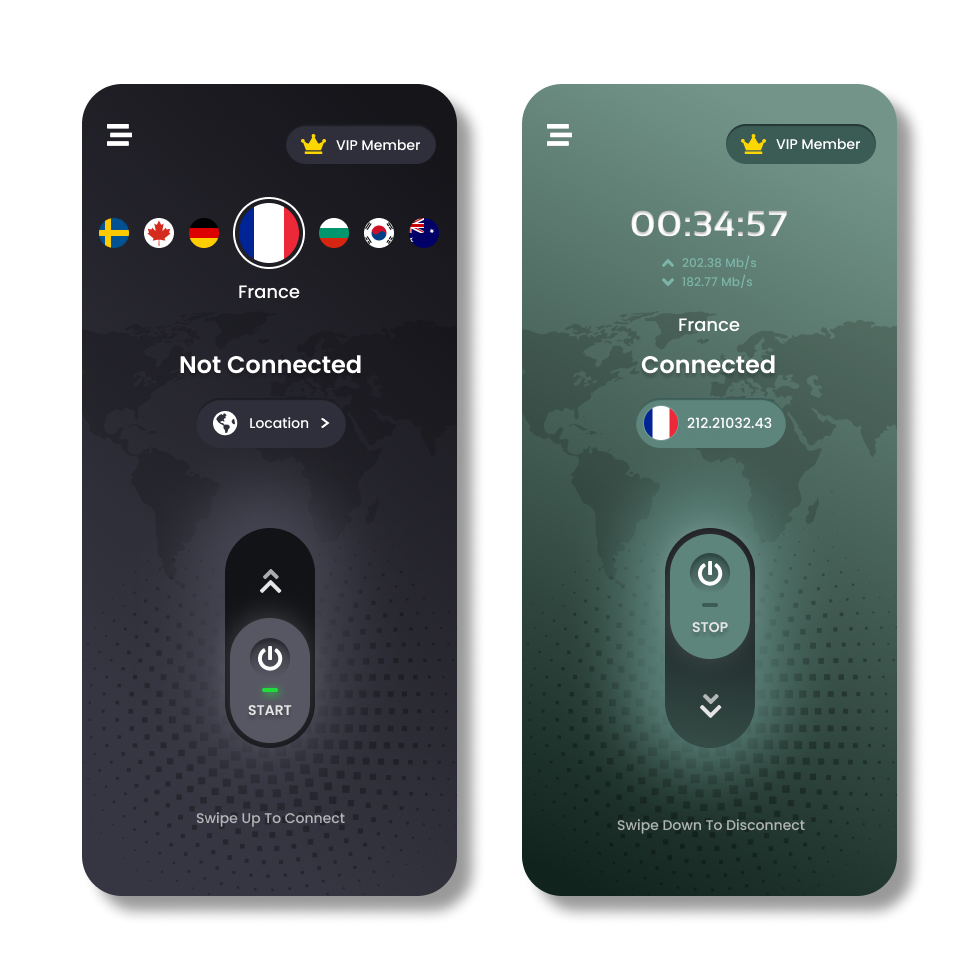 VIP Member
France
Not Connected
Location
START
Swipe Up To Connect
VIP Member
00:34:57
202.38 Mb/s
182.77 Mb/s
France
Connected
212.21032.43
STOP
Swipe Down To Disconnect